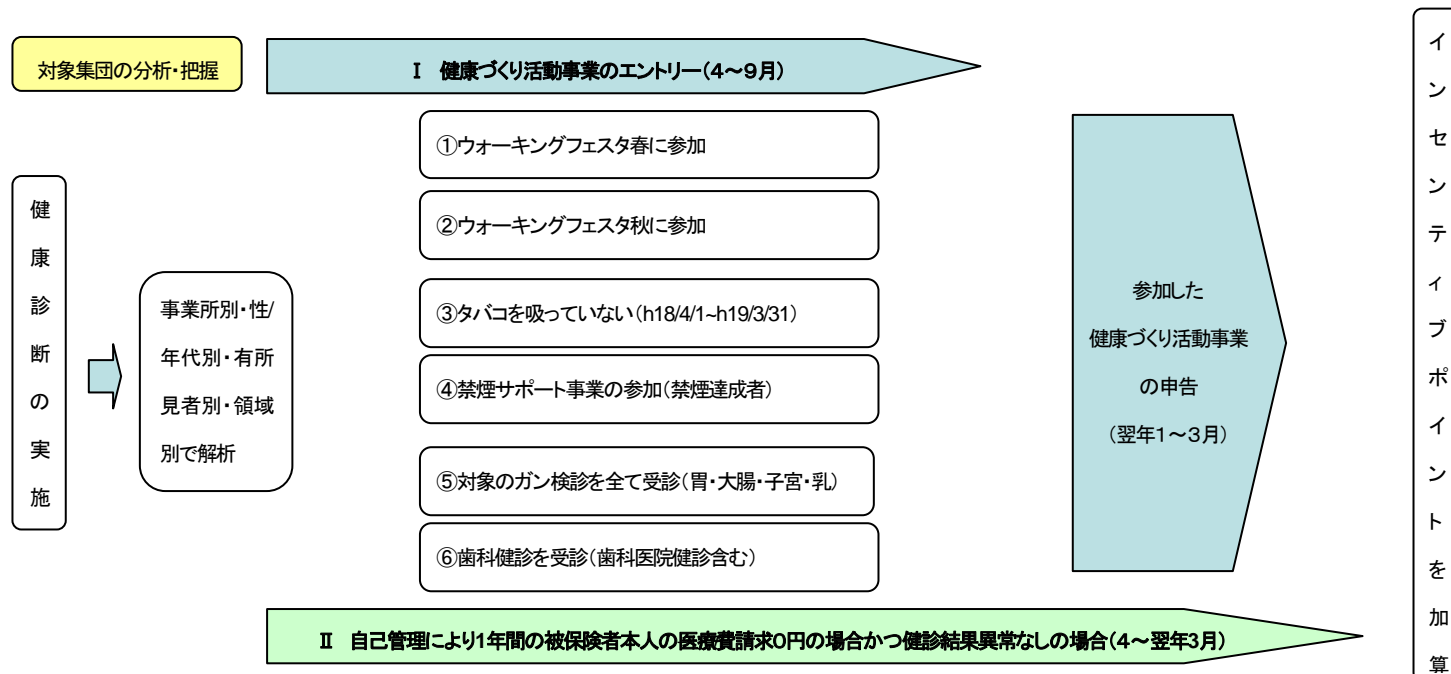 対象集団の分析・把握
Ⅰ 健康づくり活動事業のエントリー(4～9月)
健康診断の実施
事業所別・性/
年代別・有所
見者別・領域
別で解析
①ウォーキングフェスタ春に参加
②ウォーキングフェスタ秋に参加
③タバコを吸っていない(h18/4/1~h19/3/31)
④禁煙サポート事業の参加(禁煙達成者)
⑤対象のガン検診を全て受診(胃・大腸・子宮・乳)
⑥歯科健診を受診(歯科医院健診含む)
参加した
健康づくり活動事業
の申告
(翌年1～3月)
Ⅱ 自己管理により1年間の被保険者本人の医療費請求0円の場合かつ健診結果異常なしの場合(4～翌年3月)
インセンティブポイントを加算